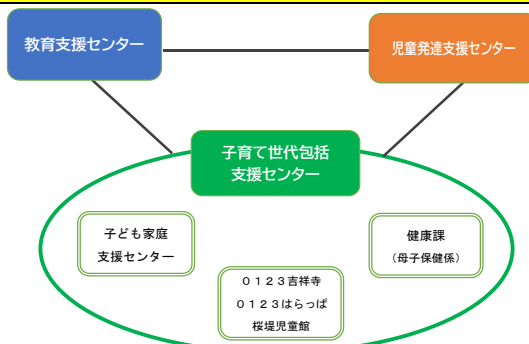 教育支援センター
児童発達支援センター
子育て世代包括
支援センター
子ども家庭
支援センター
健康課
（母子保健係）
０１２３吉祥寺
０１２３はらっぱ
桜堤児童館